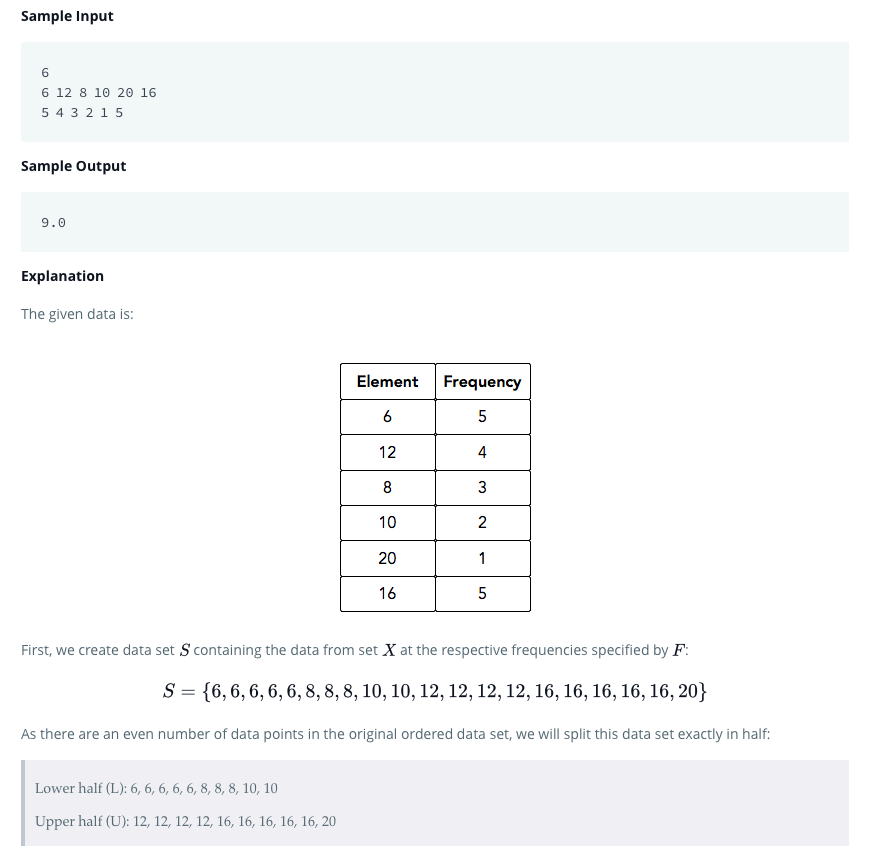 Sample Input
6
6 12 8 10 20 16
5 4 3 2 1 5
Sample Output
9.0
Explanation
The given data is:
Element Frequency
6 5
12 4
8 3
10 2
20 1
16 5
First, we create data set S containing the data from set X at the respective frequencies specified by F:
S = {6, 6, 6, 6, 6, 8, 8, 8, 10, 10, 12, 12, 12, 12, 16, 16, 16, 16, 16, 20}
As there are an even number of data points in the original ordered data set, we will split this data set exactly in half:
Lower half (L): 6, 6, 6, 6, 6, 8, 8, 8, 10, 10
Upper half (U): 12, 12, 12, 12, 16, 16, 16, 16, 16, 20